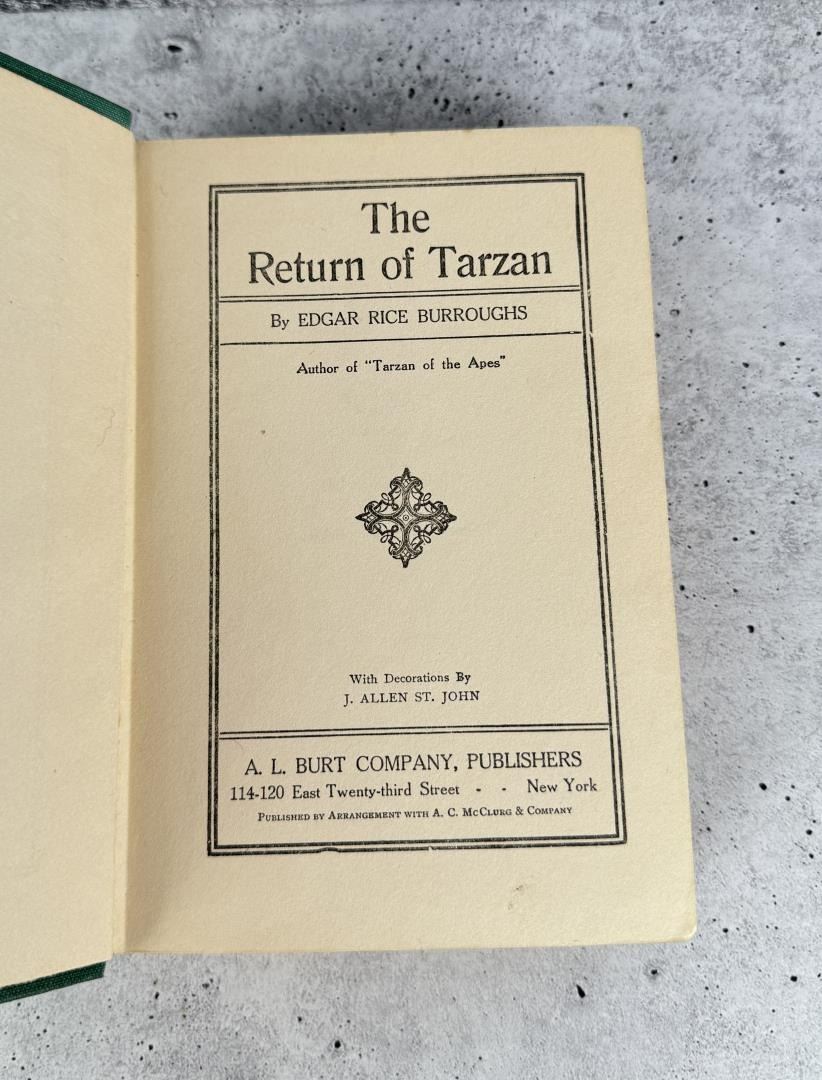 The
Return of Tarzan
By EDGAR RICE BURROUGHS
Author of "Tarzan of the Apes"
With Decorations By
J. ALLEN ST. JOHN
A. L. BURT COMPANY, PUBLISHERS
114-120 East Twenty-third Street - - New York
PUBLISHED BY ARRANGEMENT WITH A. C. MCCLURG & COMPANY